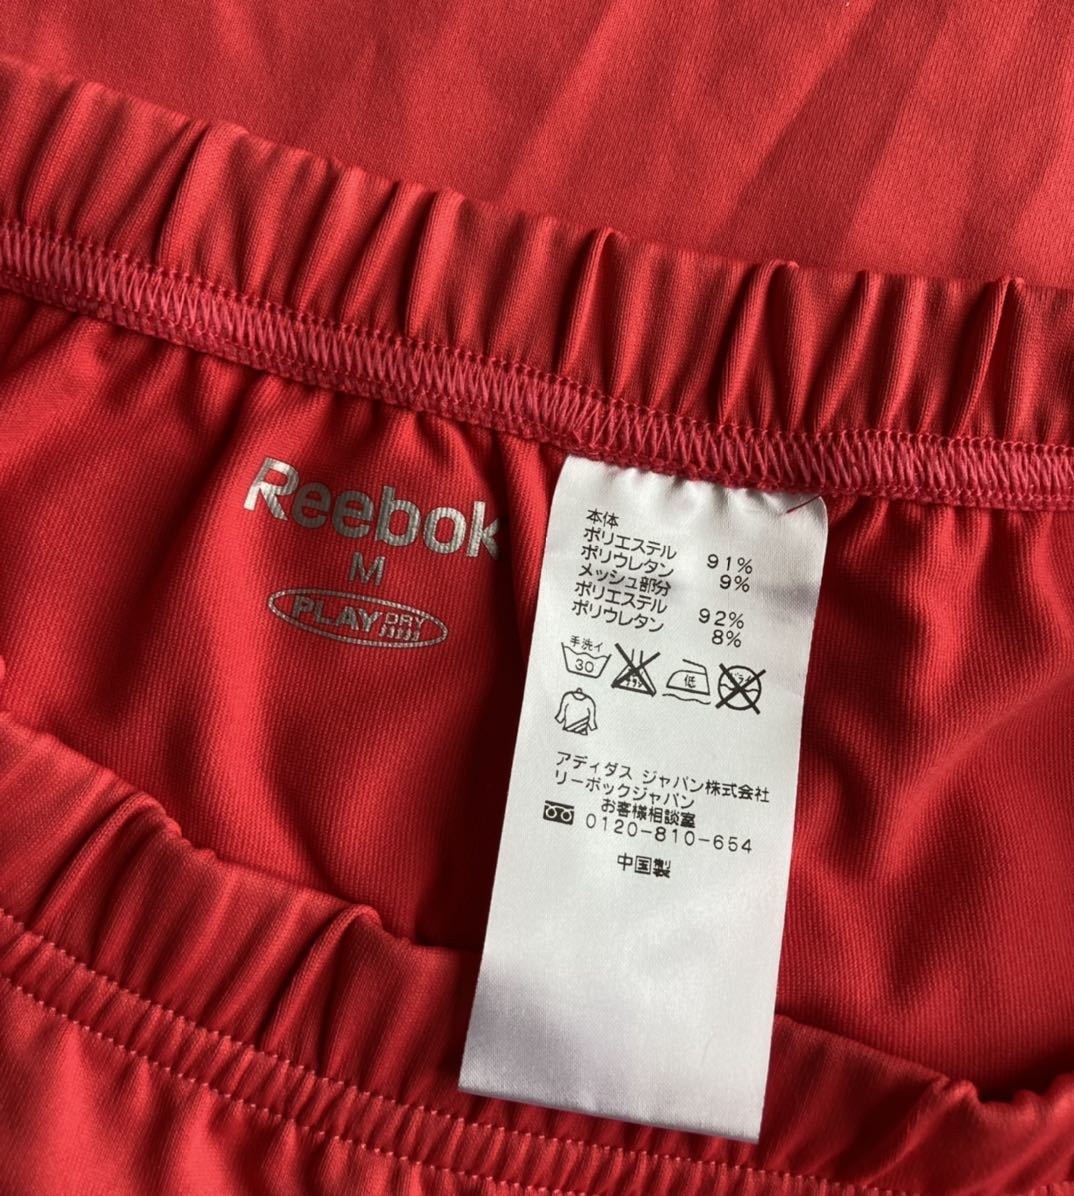 Reebok
M
PLAY DRY
本体
ポリエステル 91%
ポリウレタン 9%
メッシュ部分
ポリエステル 92%
ポリウレタン 8%
手洗イ
30
低
アディダス ジャパン株式会社
リーボックジャパン
お客様相談室
0120-810-654
中国製